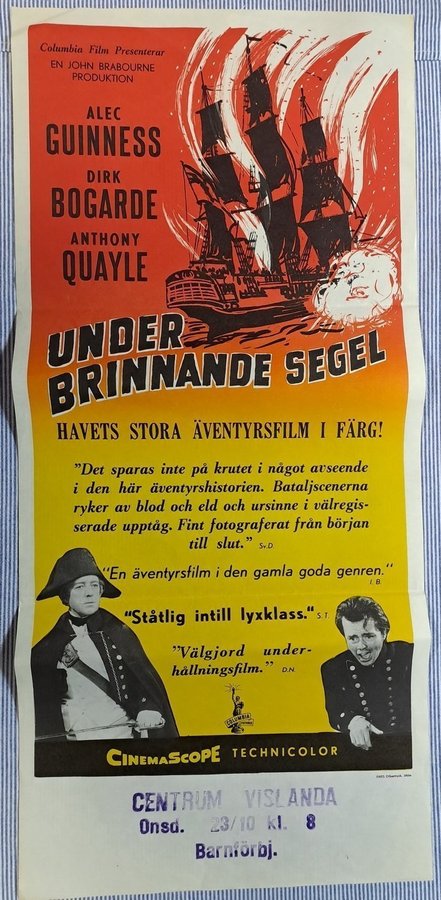 Columbia Film Presenterar
EN JOHN BRABOURNE
PRODUKTION
ALEC
GUINNESS
DIRK
BOGARDE
ANTHONY
QUAYLE
UNDER
BRINNANDE SEGEL
HAVETS STORA ÄVENTYRSFILM I FÄRG!
"Det sparas inte på krutet i något avseende
i den här äventyrshistorien. Bataljscenerna
ryker av blod och eld och ursinne i välregis-
serade upptåg. Fint fotograferat från början
till slut." Sv.D.
"En äventyrsfilm i den gamla goda genren."
I. B.
"Ståtlig intill lyxklass." S.T.
"Välgjord under-
hållningsfilm." D.N.
COLUMBIA
CINEMASCOPE TECHNICOLOR
CENTRUM VISLANDA
Onsd. 23/10 kl. 8
Barnförbj.